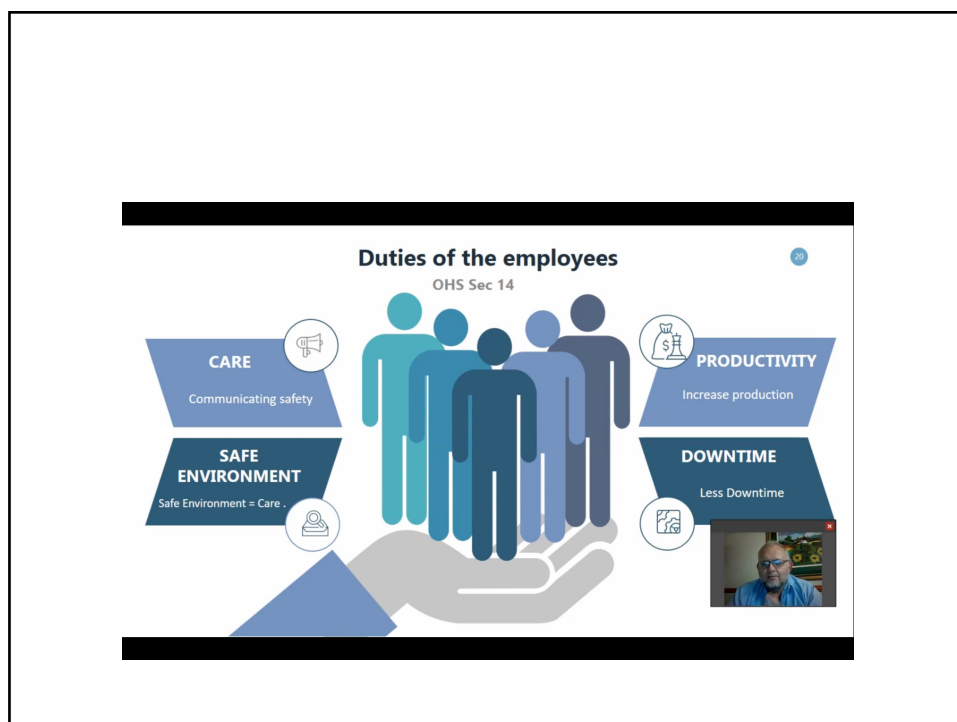 Duties of the employees
20
OHS Sec 14
CARE
Communicating safety
SAFE
ENVIRONMENT
Safe Environment = Care .
$
PRODUCTIVITY
Increase production
DOWNTIME
Less Downtime